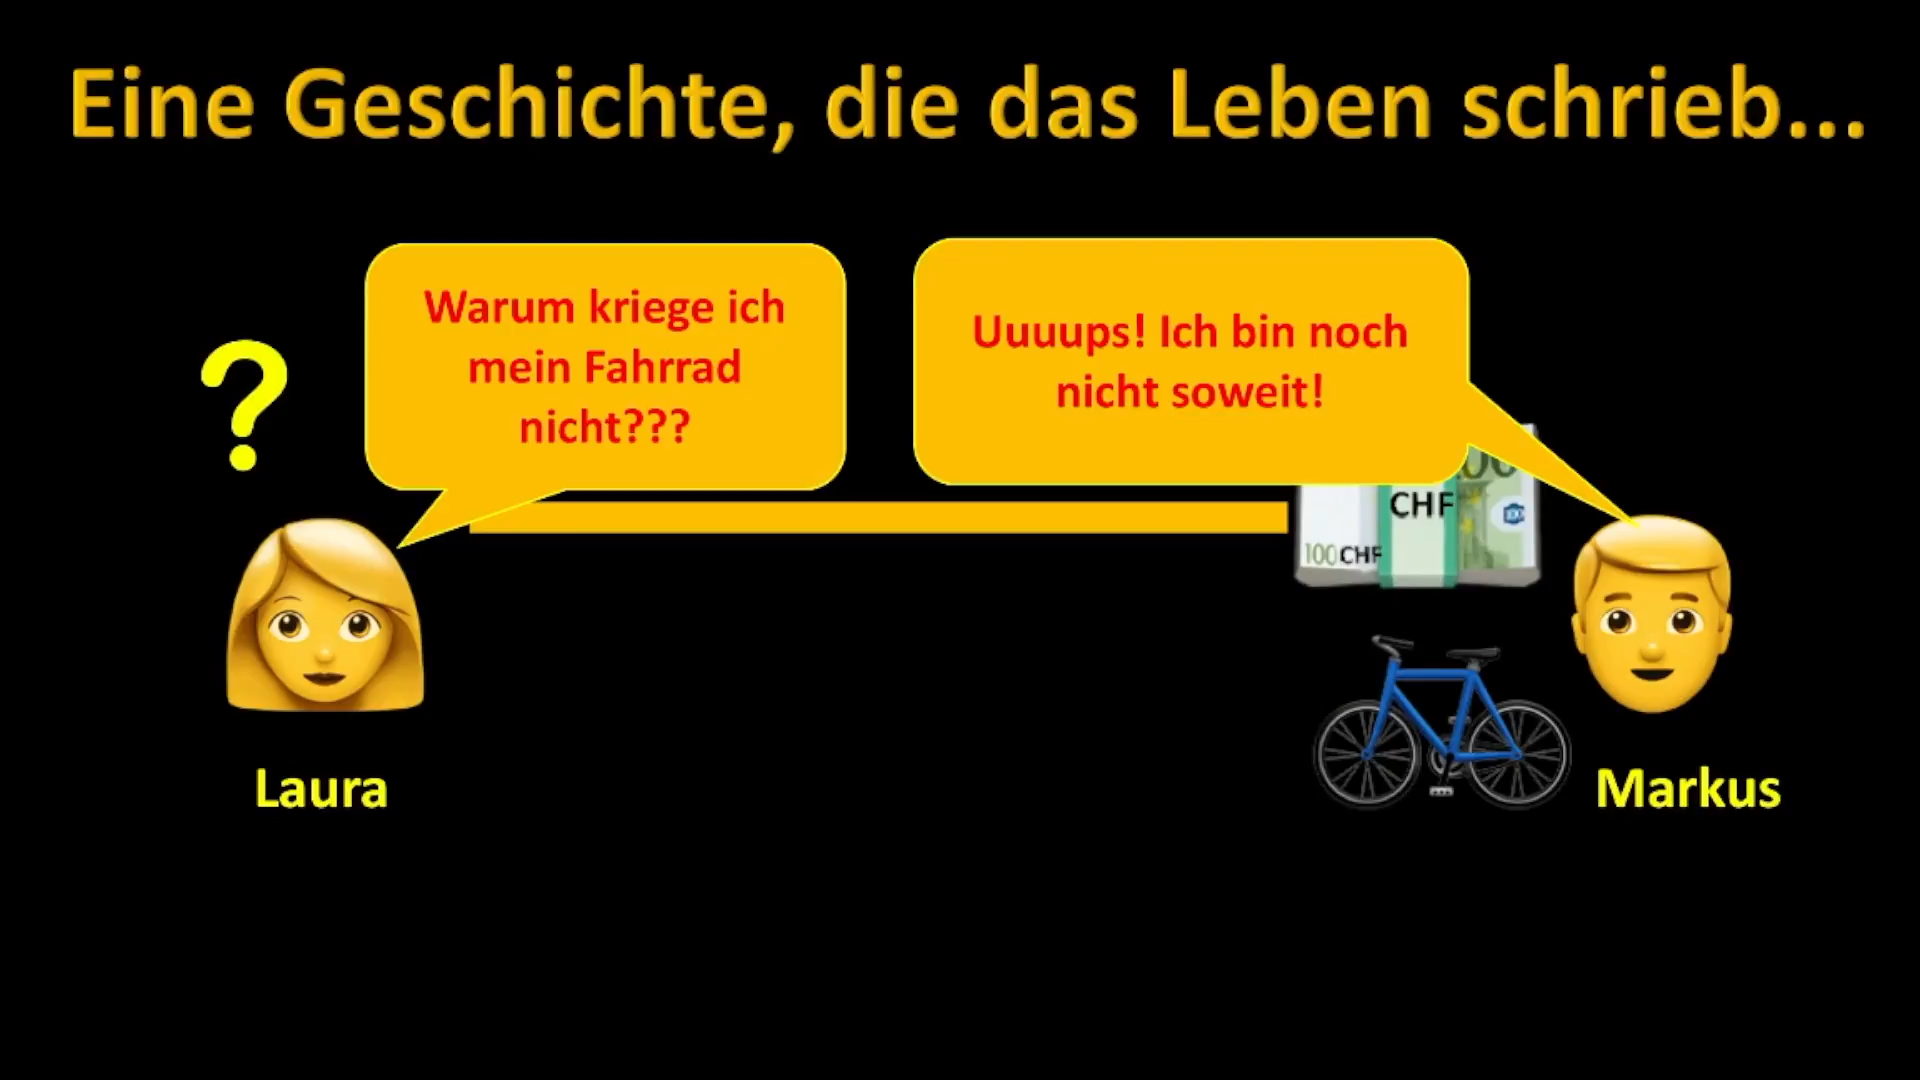 Eine Geschichte, die das Leben schrieb...
Warum kriege ich
mein Fahrrad
nicht???
Uuuups! Ich bin noch
nicht soweit!
?
CHF
100 CHF
Laura
Markus